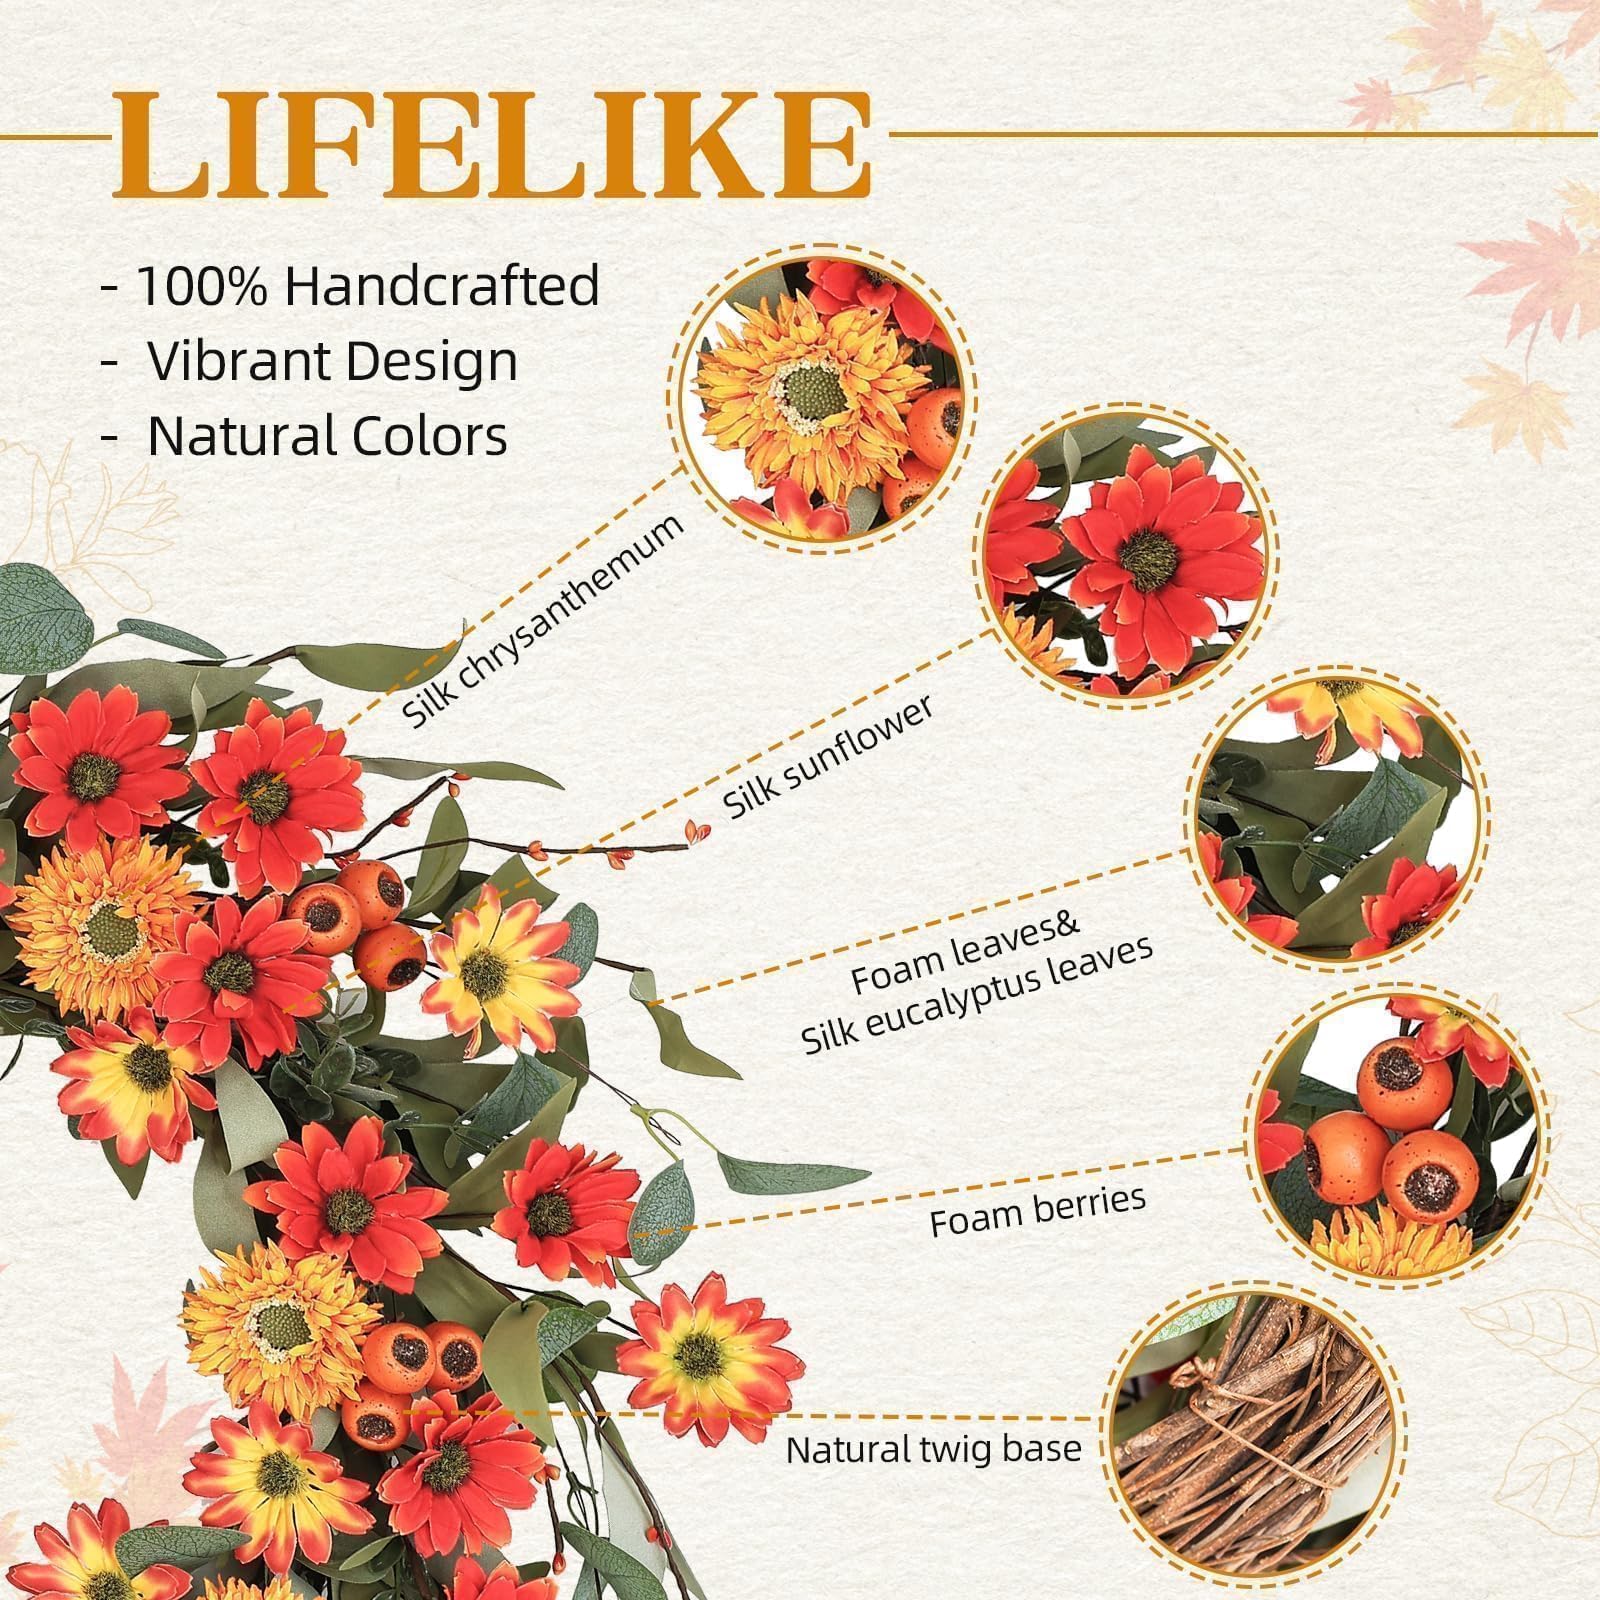 LIFELIKE
- 100% Handcrafted
- Vibrant Design
- Natural Colors
Silk chrysanthemum
Silk sunflower
Foam leaves&
Silk eucalyptus leaves
Foam berries
Natural twig base